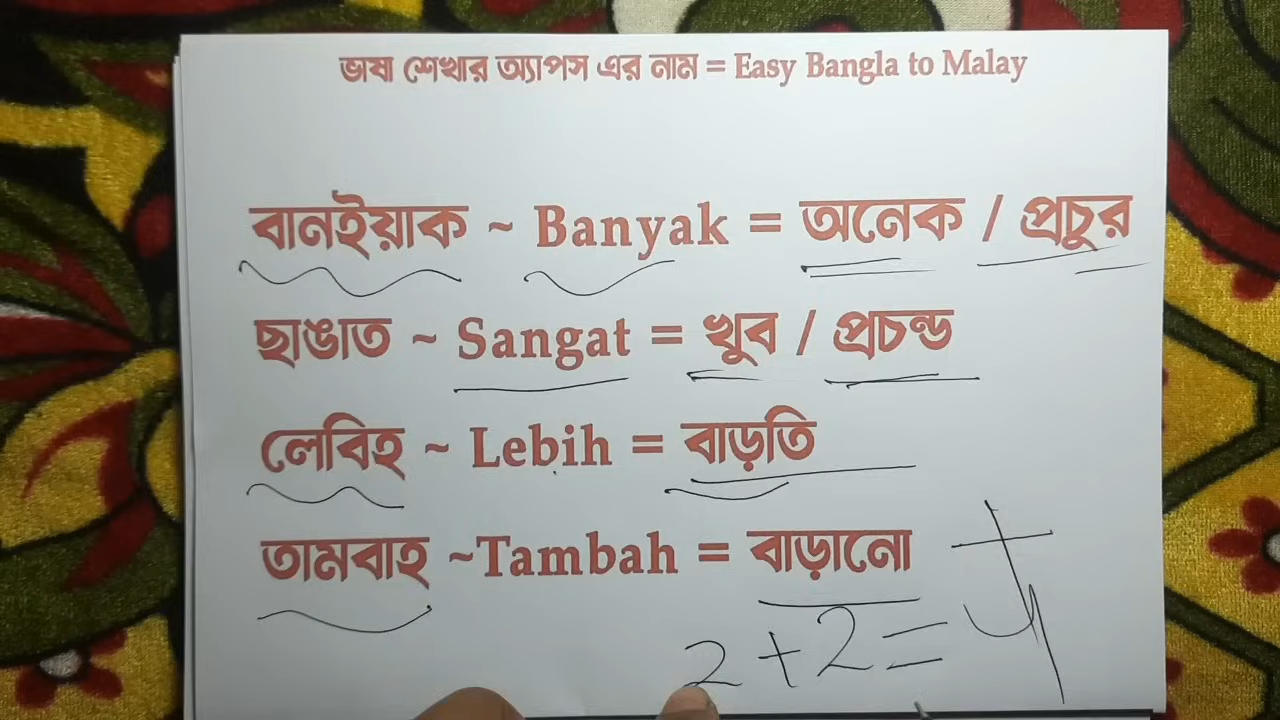 ভাষা শেখার অ্যাপস এর নাম = Easy Bangla to Malay
বানইয়াক ~ Banyak = অনেক / প্রচুর
ছাঙাত ~ Sangat = খুব / প্রচন্ড
লেবিহ ~ Lebih = বাড়তি
তামবাহ ~Tambah = বাড়ানো
+
2+2=4